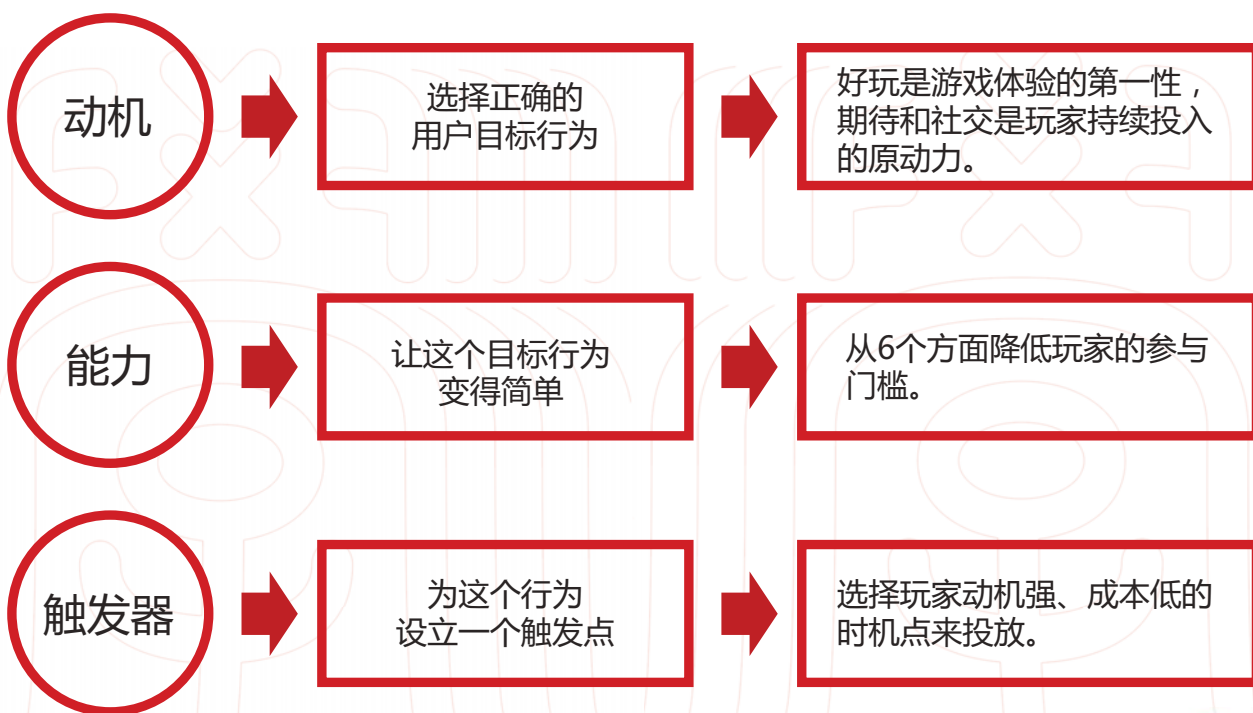 动机
选择正确的
用户目标行为
好玩是游戏体验的第一性，
期待和社交是玩家持续投入
的原动力。
能力
让这个目标行为
变得简单
从6个方面降低玩家的参与
门槛。
触发器
为这个行为
设立一个触发点
选择玩家动机强、成本低的
时机点来投放。